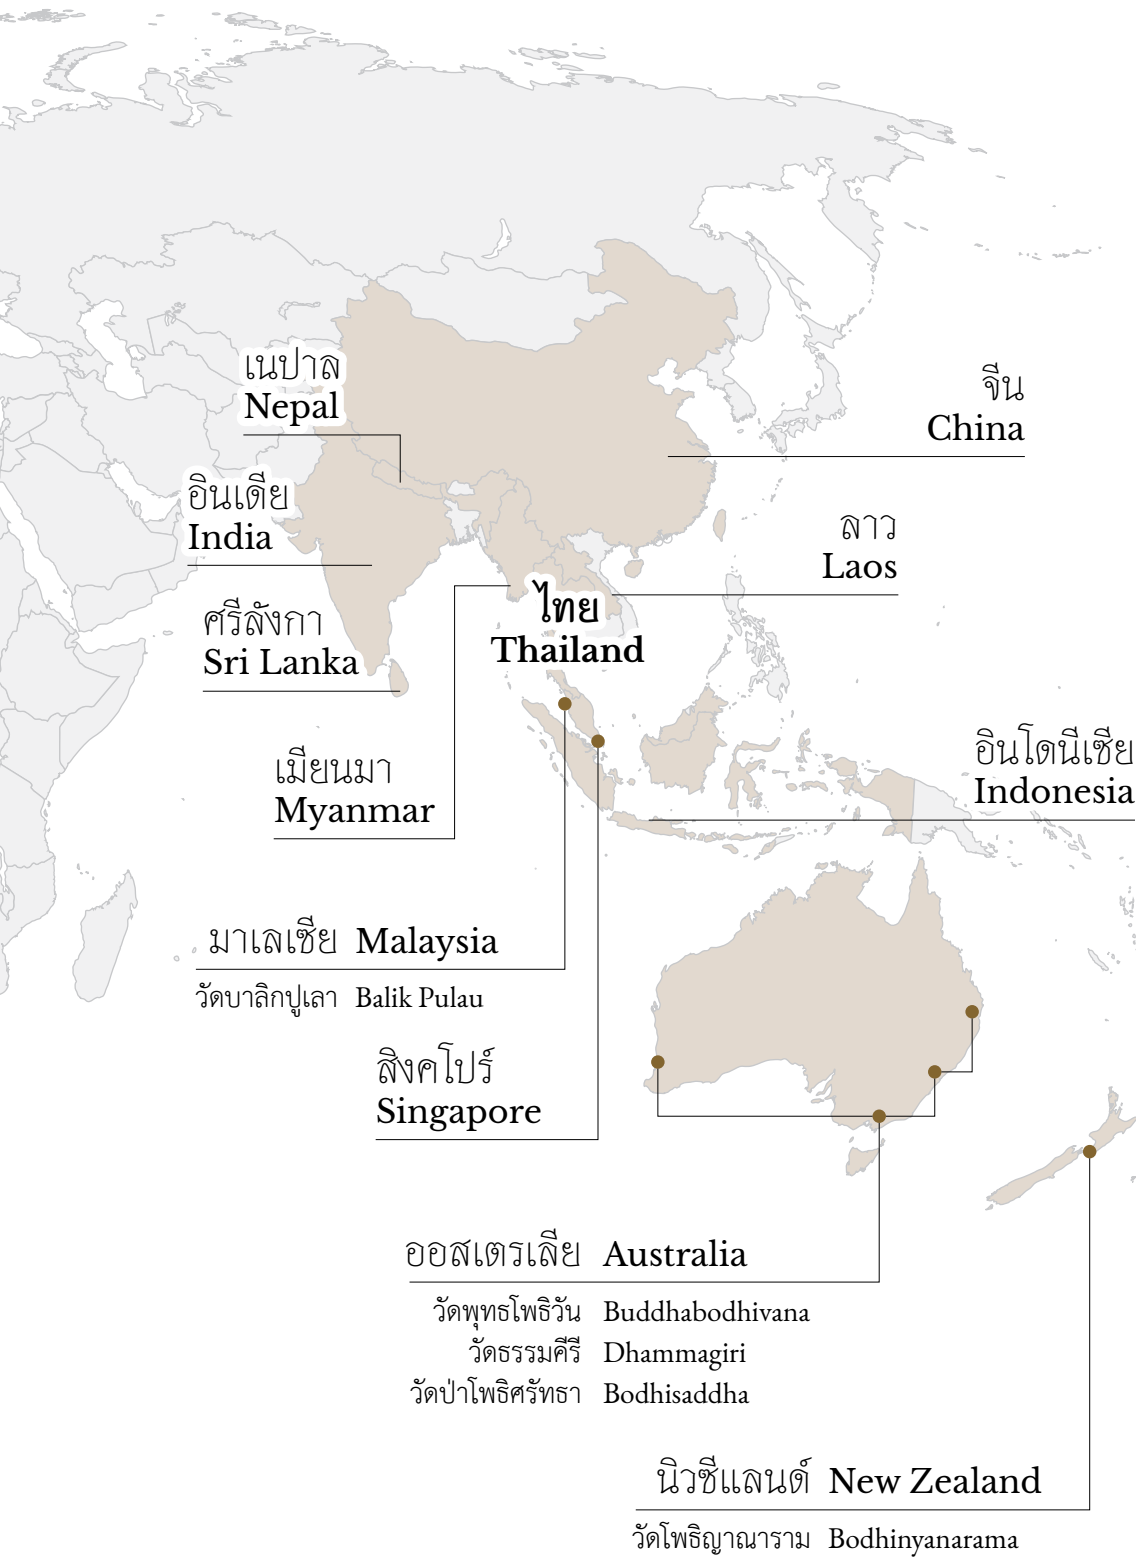 เนปาล
Nepal
จีน
China
อินเดีย
India
ลาว
Laos
ไทย
Thailand
ศรีลังกา
Sri Lanka
อินโดนีเซีย
Indonesia
เมียนมา
Myanmar
มาเลเซีย Malaysia
วัดบาลิกปูเลา Balik Pulau
สิงคโปร์
Singapore
ออสเตรเลีย Australia
วัดพุทธโพธิวัน Buddhabodhivana
วัดธรรมคีรี Dhammagiri
วัดป่าโพธิศรัทธา Bodhisaddha
นิวซีแลนด์ New Zealand
วัดโพธิญาณาราม Bodhinyanarama